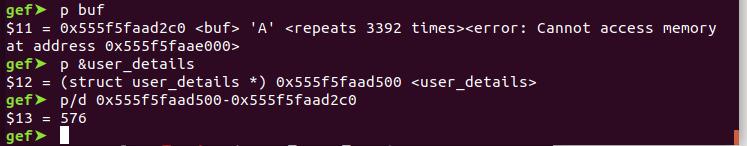 gef➤ p buf
$11 = 0x555f5faad2c0 <buf> 'A' <repeats 3392 times><error: Cannot access memory
at address 0x555f5faae000>
gef➤ p &user_details
$12 = (struct user_details *) 0x555f5faad500 <user_details>
gef➤ p/d 0x555f5faad500-0x555f5faad2c0
$13 = 576
gef➤